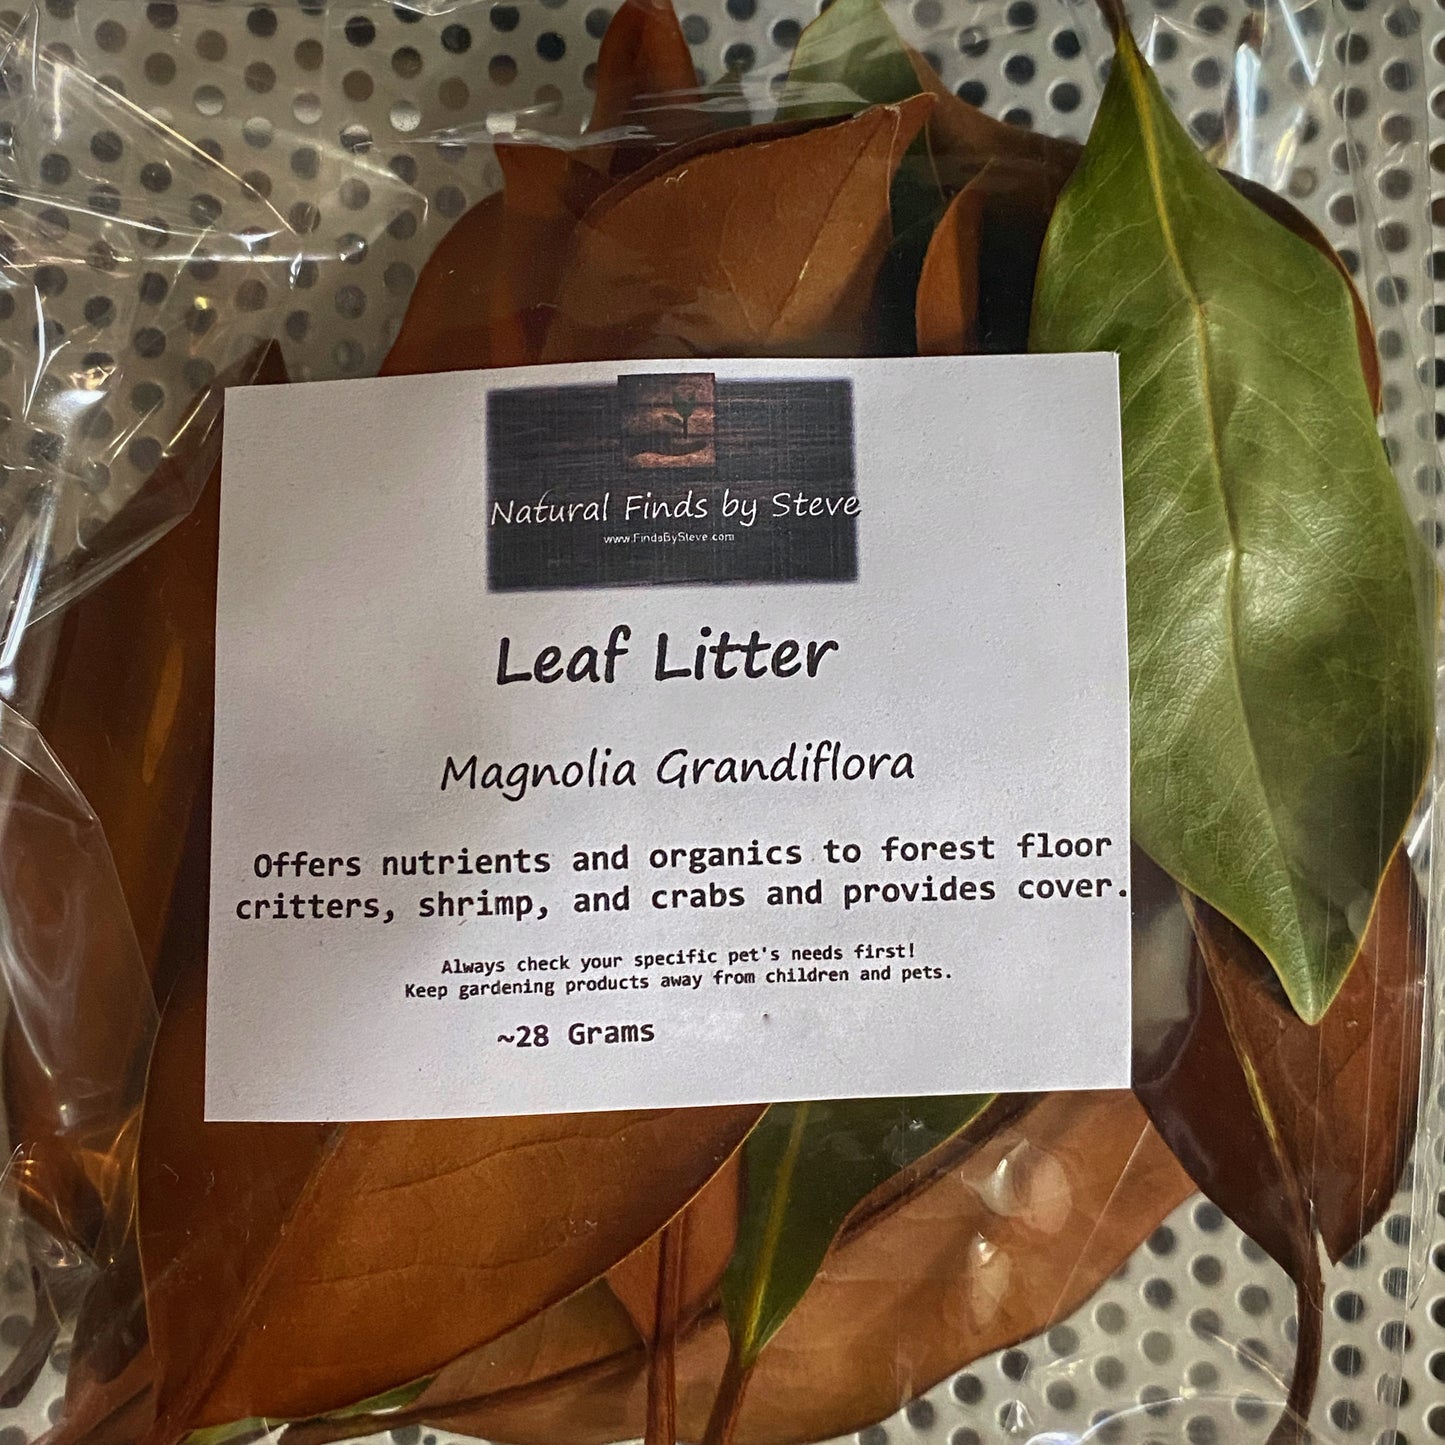 Natural Finds by Steve
www.FindsBySteve.com
Leaf Litter
Magnolia Grandiflora
Offers nutrients and organics to forest floor
critters, shrimp, and crabs and provides cover.
Always check your specific pet's needs first!
Keep gardening products away from children and pets.
~28 Grams